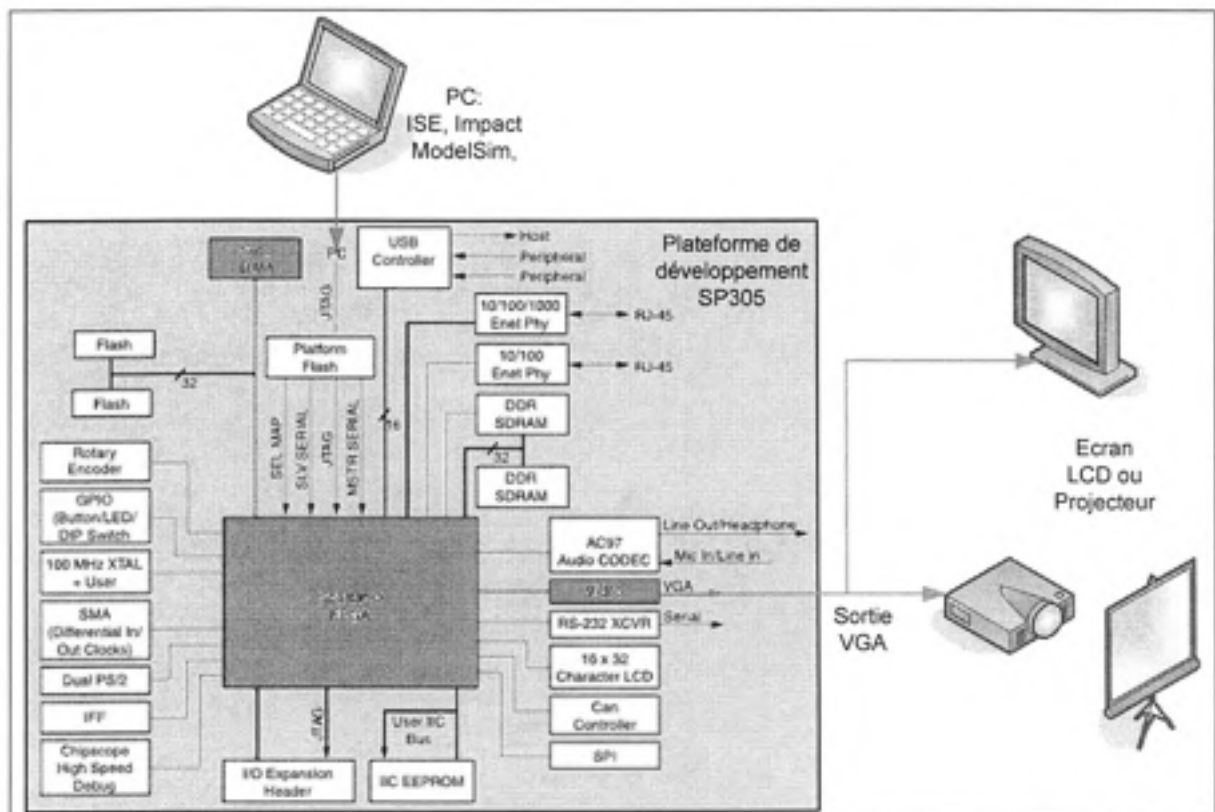 PC:
ISE, Impact
ModelSim,
Plateforme de
développement
SP305
PC
USB
Controller
Host
Peripheral
Peripheral
JTAG
10/100/1000
Enet Phy
RJ-45
Flash
Platform
Flash
10/100
Enet Phy
RJ-45
32
Flash
16
DDR
SDRAM
32
DDR
SDRAM
SEL MAP
SLV SERIAL
JTAG
MSTR SERIAL
Rotary
Encoder
GPIO
(Button/LED/
DIP Switch
100 MHz XTAL
+ User
SMA
(Differential In/
Out Clocks)
Dual PS/2
IFF
Chipscope
High Speed
Debug
AC97
Audio CODEC
Line Out/Headphone
Mic In/Line in
VGA
RS-232 XCVR
Serial
16 x 32
Character LCD
Can
Controller
SPI
JTAG
User IIC
Bus
I/O Expansion
Header
IIC EEPROM
Ecran
LCD ou
Projecteur
Sortie
VGA